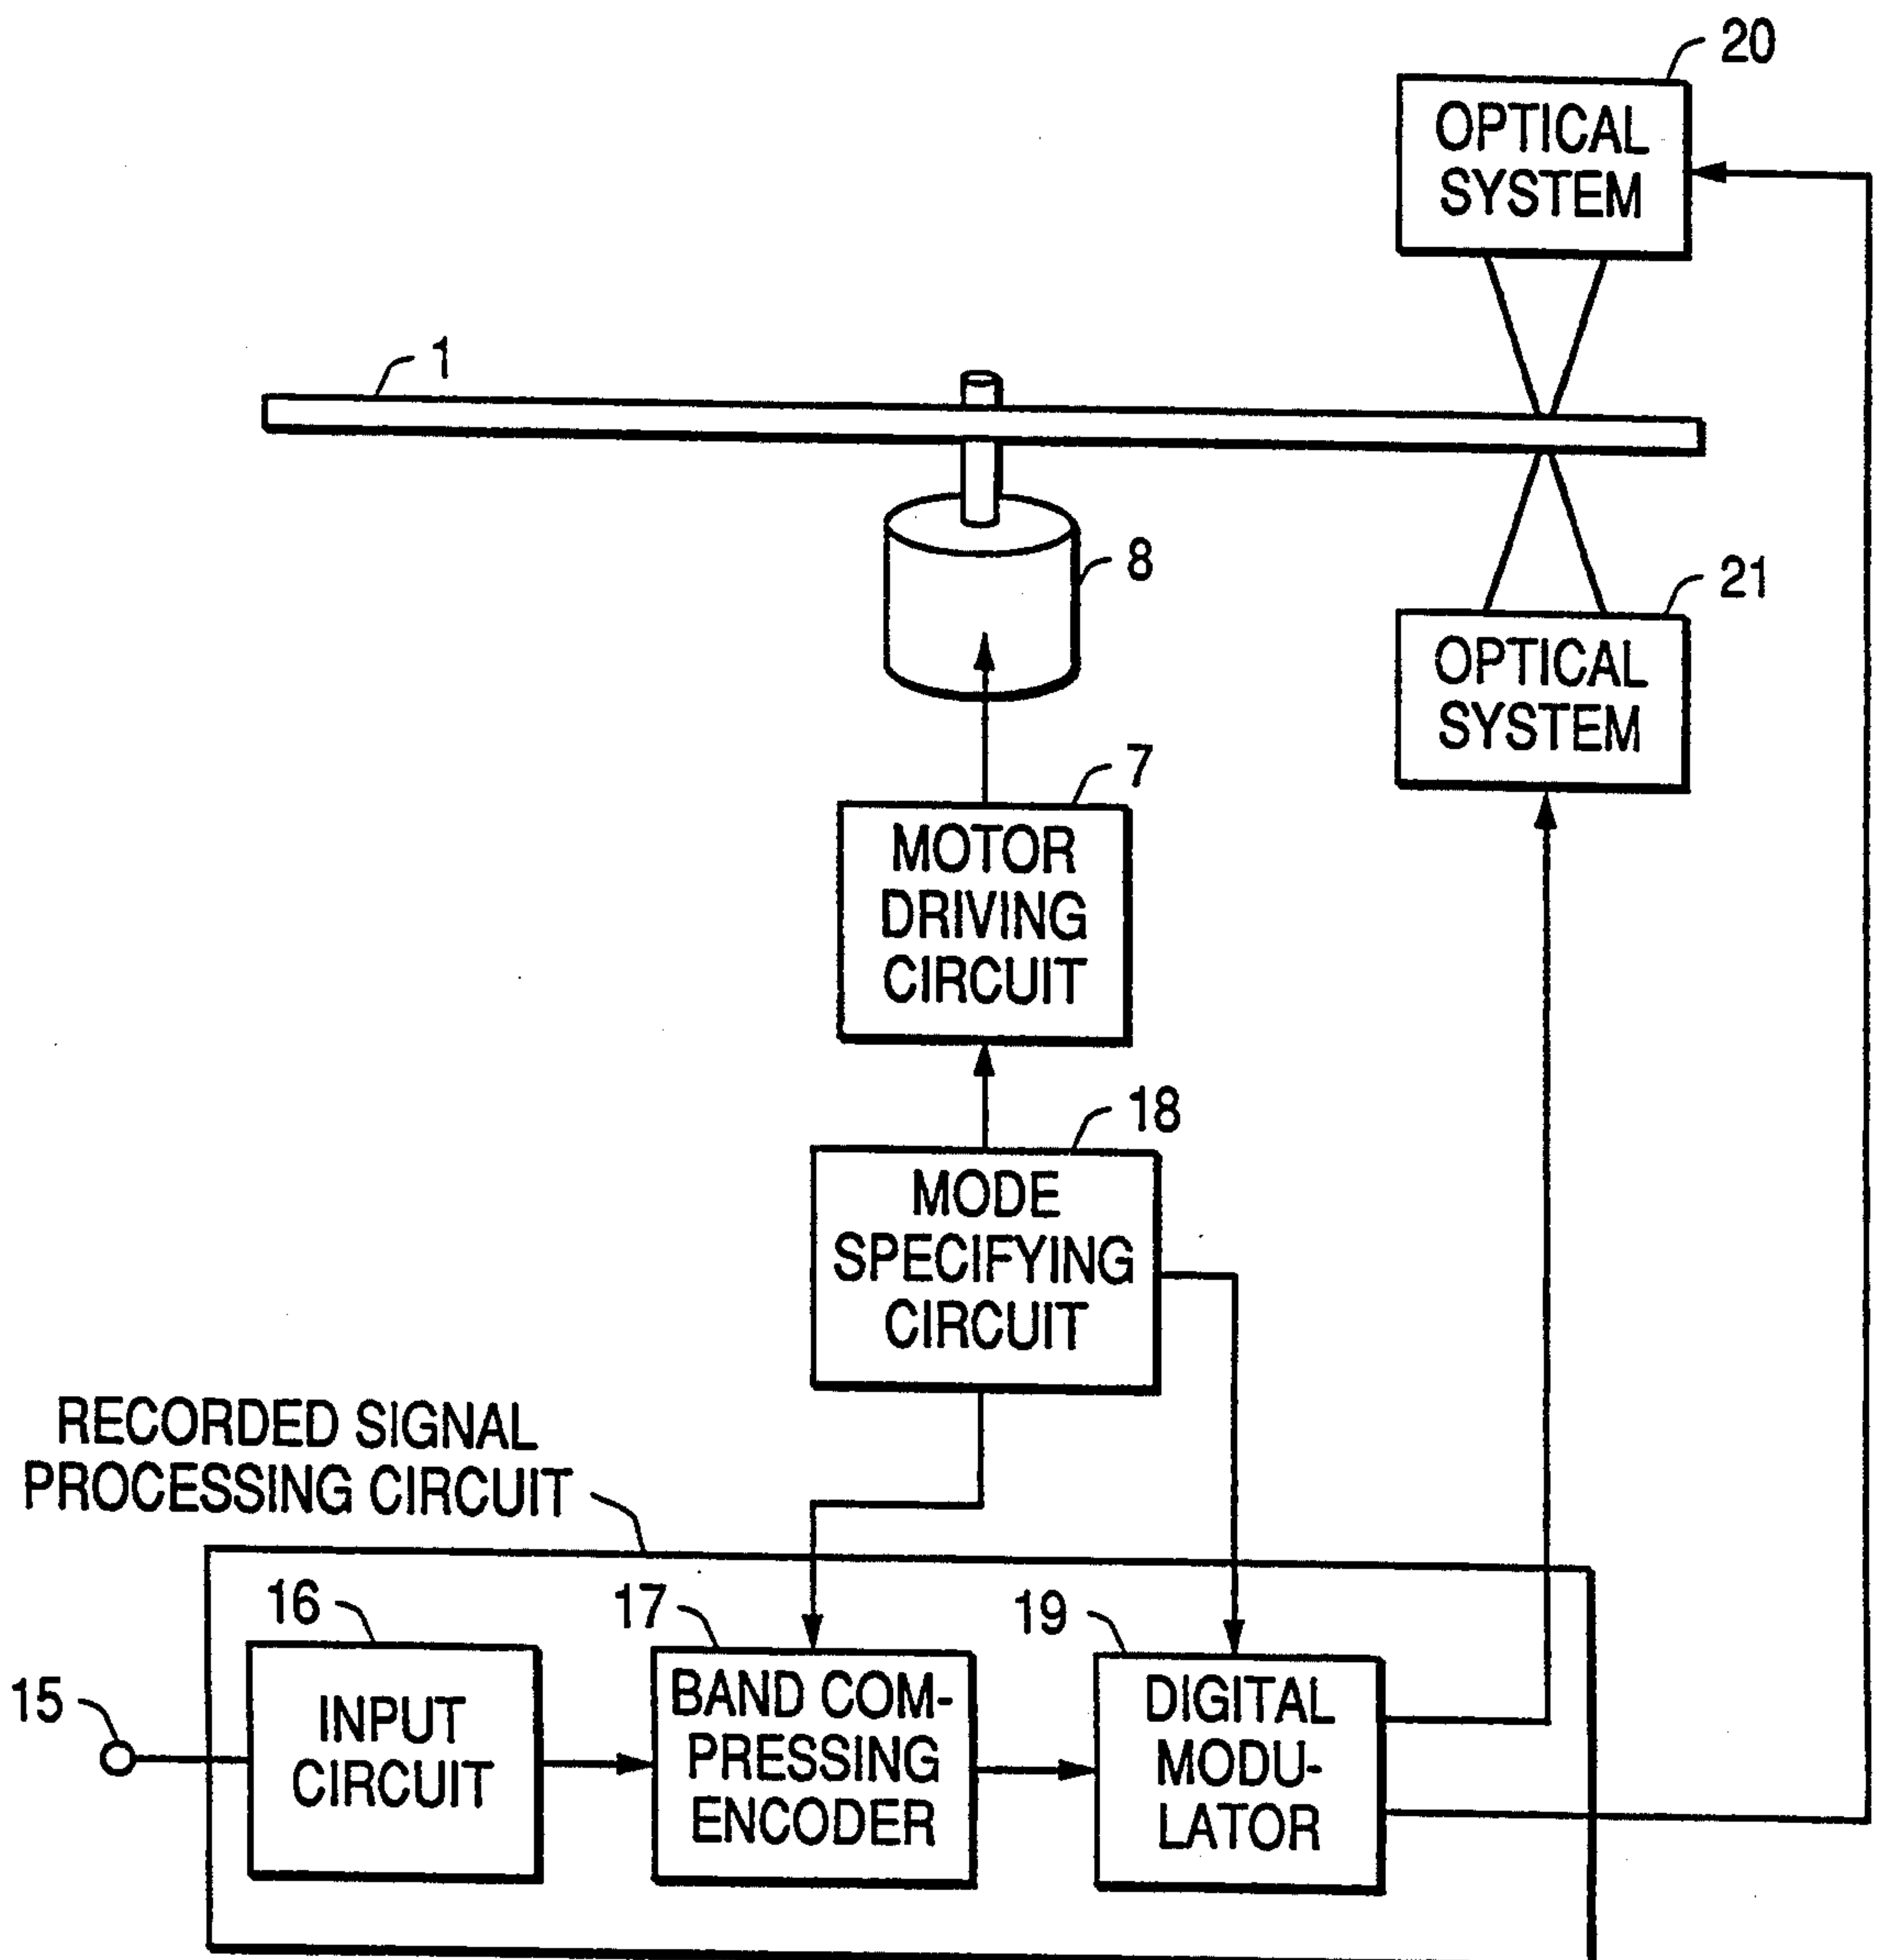 20
OPTICAL
SYSTEM
1
8
21
OPTICAL
SYSTEM
7
MOTOR
DRIVING
CIRCUIT
18
MODE
SPECIFYING
CIRCUIT
RECORDED SIGNAL
PROCESSING CIRCUIT
15
16
INPUT
CIRCUIT
17
BAND COM-
PRESSING
ENCODER
19
DIGITAL
MODU-
LATOR